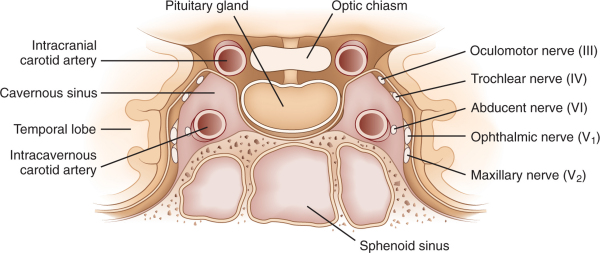 Pituitary gland
Optic chiasm
Intracranial
carotid artery
Cavernous sinus
Temporal lobe
Intracavernous
carotid artery
Oculomotor nerve (III)
Trochlear nerve (IV)
Abducent nerve (VI)
Ophthalmic nerve (V₁)
Maxillary nerve (V₂)
Sphenoid sinus